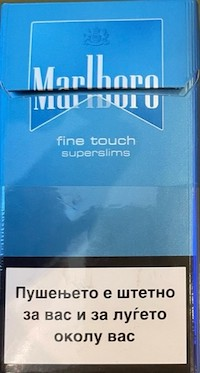 Marlboro
fine touch
superslims
Пушењето е штетно
за вас и за луѓето
околу вас